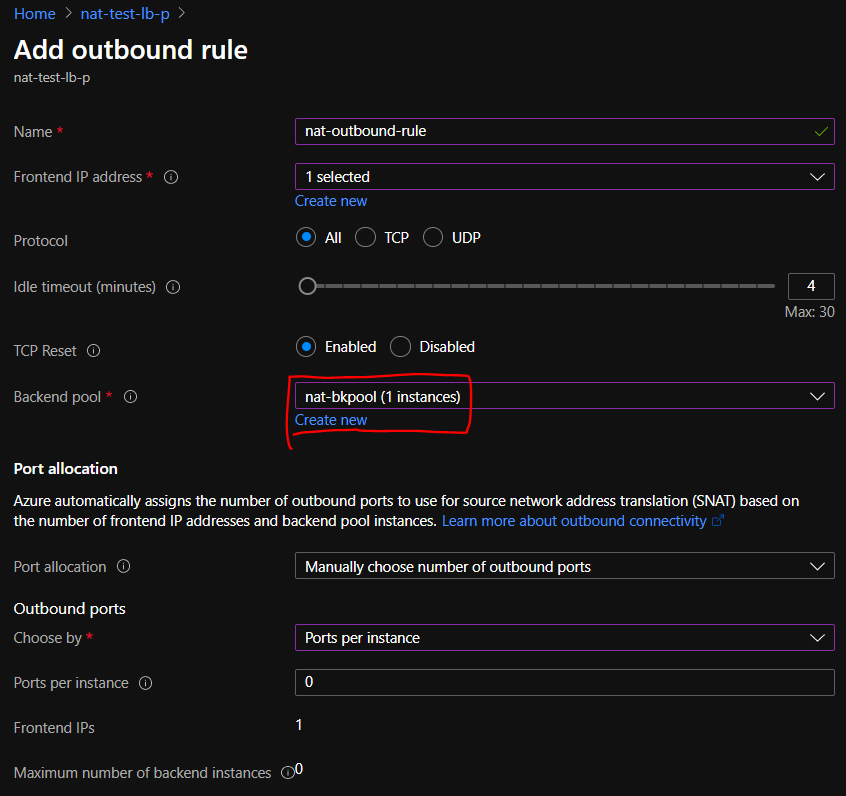 Home > nat-test-lb-p >
Add outbound rule
nat-test-lb-p
Name *
nat-outbound-rule
Frontend IP address *
1 selected
Create new
Protocol
All TCP UDP
Idle timeout (minutes)
4
Max: 30
TCP Reset
Enabled Disabled
Backend pool *
nat-bkpool (1 instances)
Create new
Port allocation
Azure automatically assigns the number of outbound ports to use for source network address translation (SNAT) based on
the number of frontend IP addresses and backend pool instances. Learn more about outbound connectivity
Port allocation
Manually choose number of outbound ports
Outbound ports
Choose by *
Ports per instance
Ports per instance
0
Frontend IPs
1
Maximum number of backend instances
0